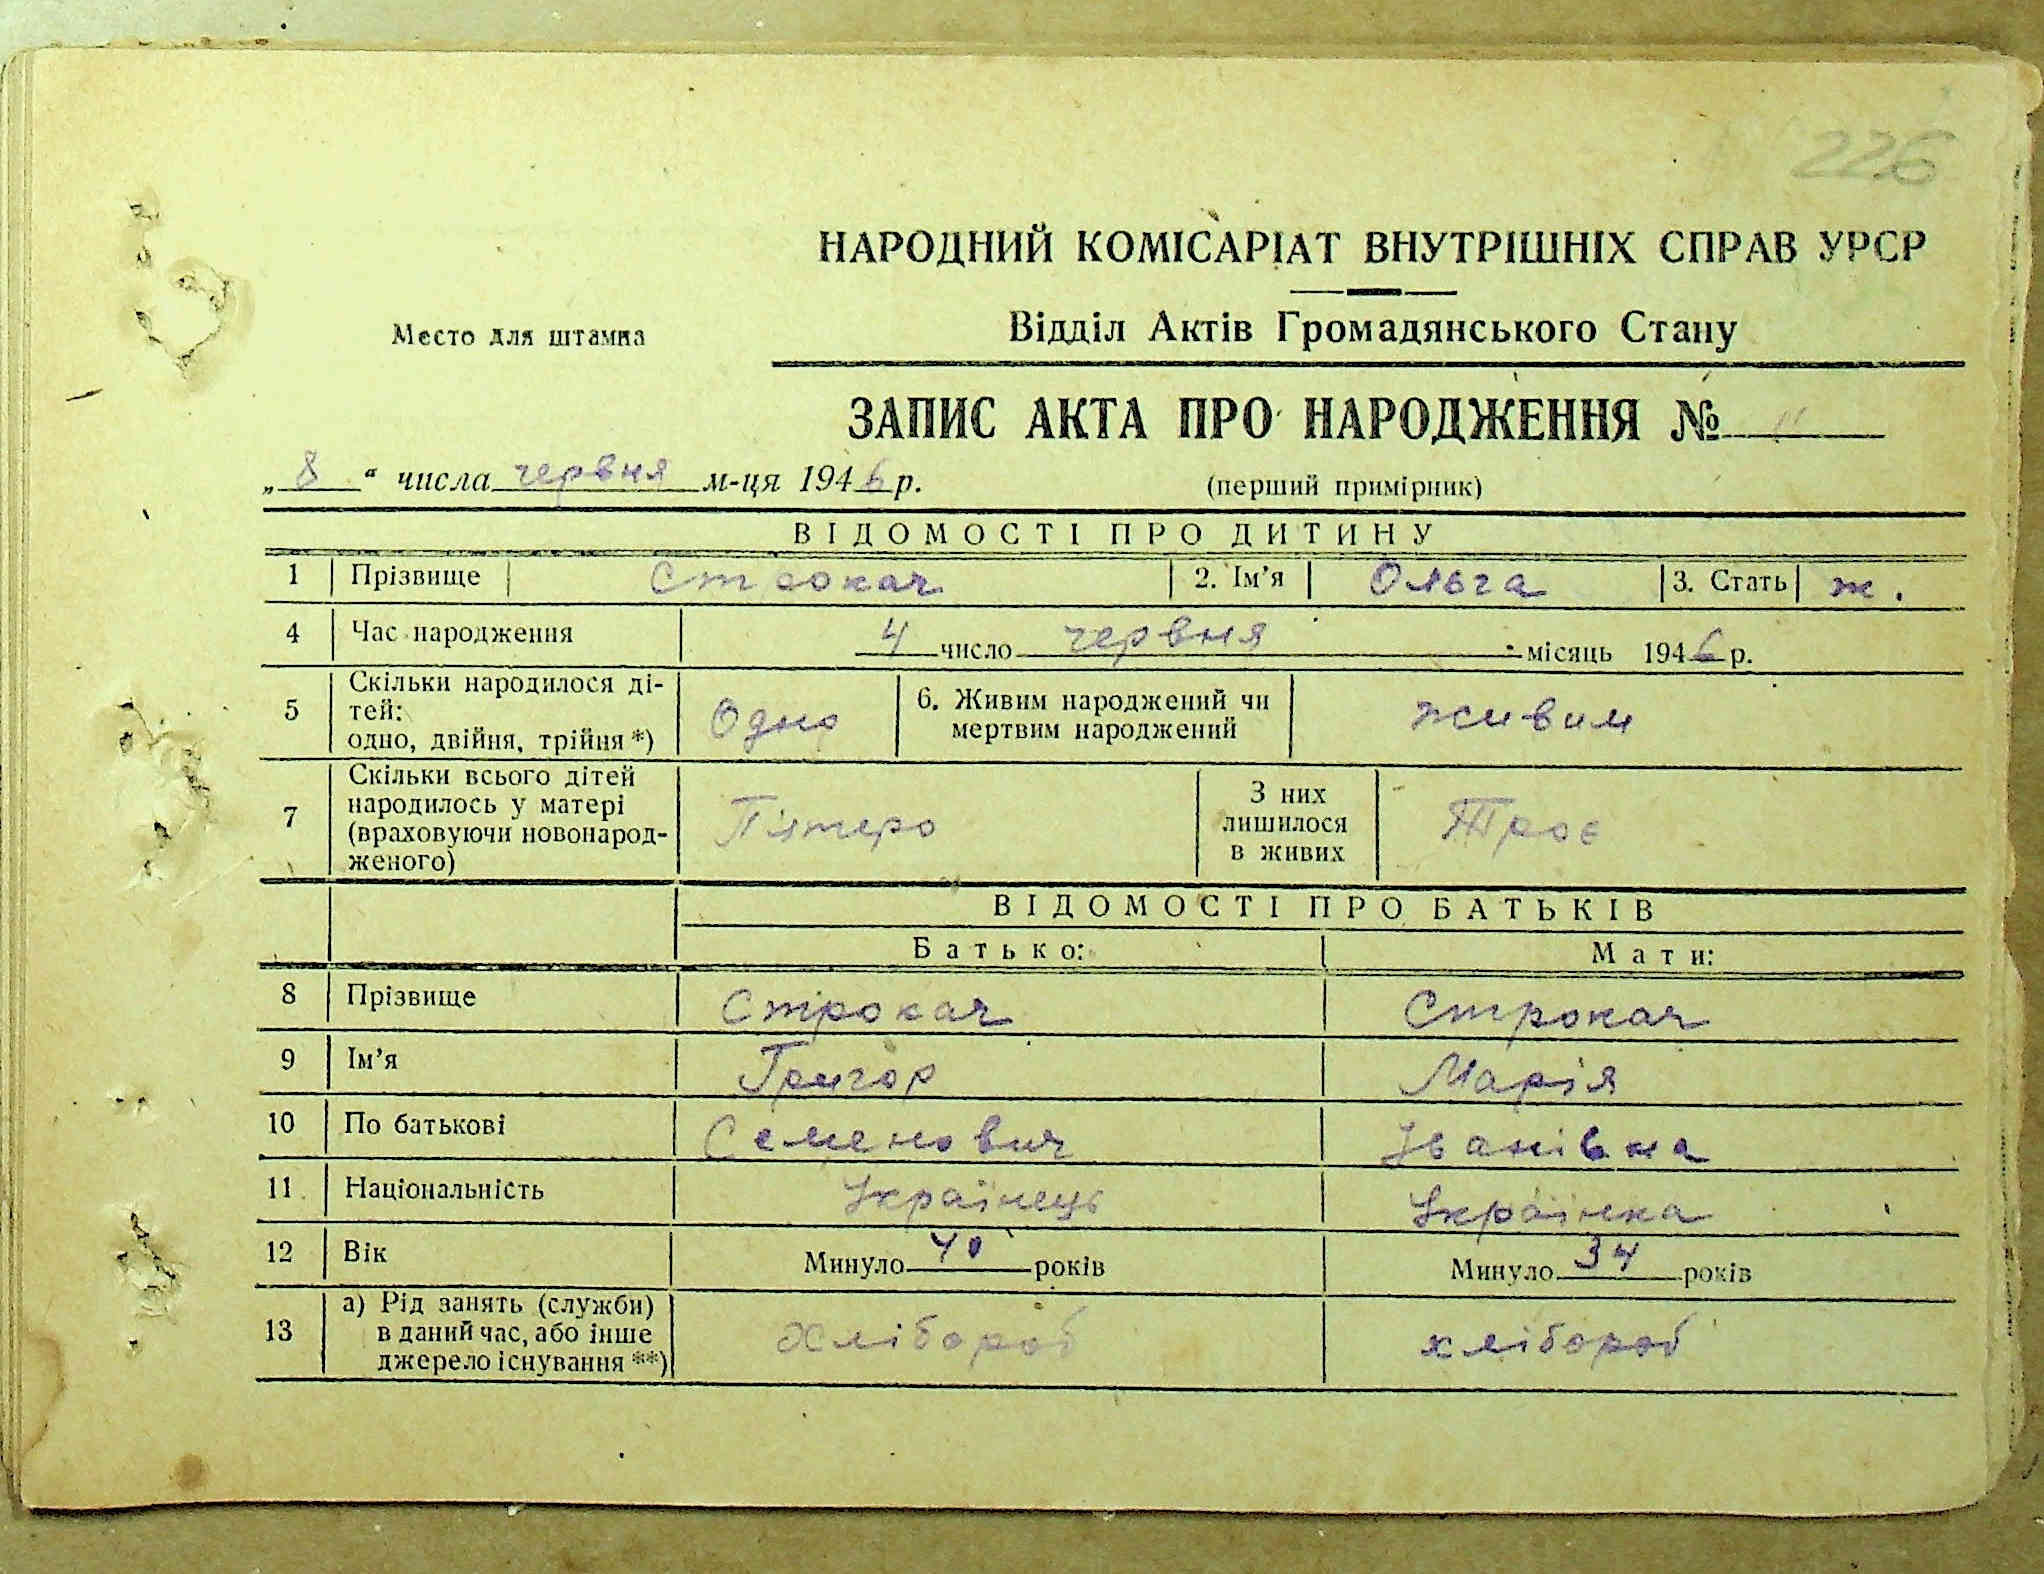 226
НАРОДНИЙ КОМІСАРІАТ ВНУТРІШНІХ СПРАВ УРСР
Место для штампа
Відділ Актів Громадянського Стану
ЗАПИС АКТА ПРО НАРОДЖЕННЯ № 11
„8“ числа червня м-ця 1946 р.
(перший примірник)
ВІДОМОСТІ ПРО ДИТИНУ
1 Прізвище Строкач 2. Ім’я Ольга 3. Стать ж.
4 Час народження 4 число червня місяць 1946 р.
5 Скільки народилося ді-
тей:
одно, двійня, трійня *) Одно 6. Живим народжений чи
мертвим народжений живим
7 Скільки всього дітей
народилось у матері
(враховуючи новонарод-
женого) П'ятеро З них
лишилося
в живих Троє
ВІДОМОСТІ ПРО БАТЬКІВ
Батько: Мати:
8 Прізвище Строкач Строкач
9 Ім’я Григор Марія
10 По батькові Семенович Іванівна
11 Національність Українець Українка
12 Вік Минуло 40 років Минуло 34 років
13 а) Рід занять (служби)
в даний час, або інше
джерело існування **) Хлібороб хлібороб